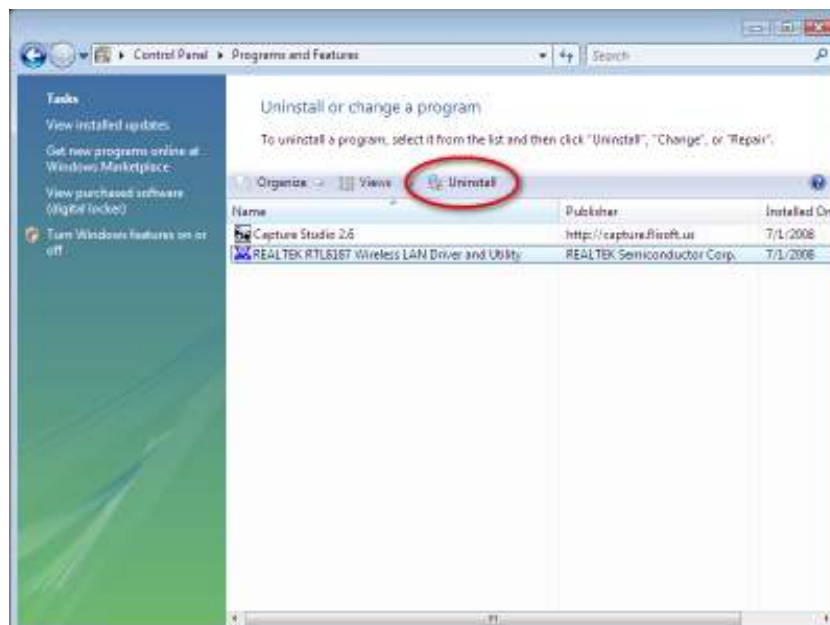 Control Panel ▸ Programs and Features
Search
Tasks
View installed updates
Get new programs online at
Windows Marketplace
View purchased software
(digital locker)
Turn Windows features on or
off
Uninstall or change a program
To uninstall a program, select it from the list and then click "Uninstall", "Change", or "Repair".
Organize Views Uninstall
Name Publisher Installed On
Capture Studio 2.6 http://capture.flisoft.us 7/1/2008
REALTEK RTL8187 Wireless LAN Driver and Utility REALTEK Semiconductor Corp. 7/1/2008